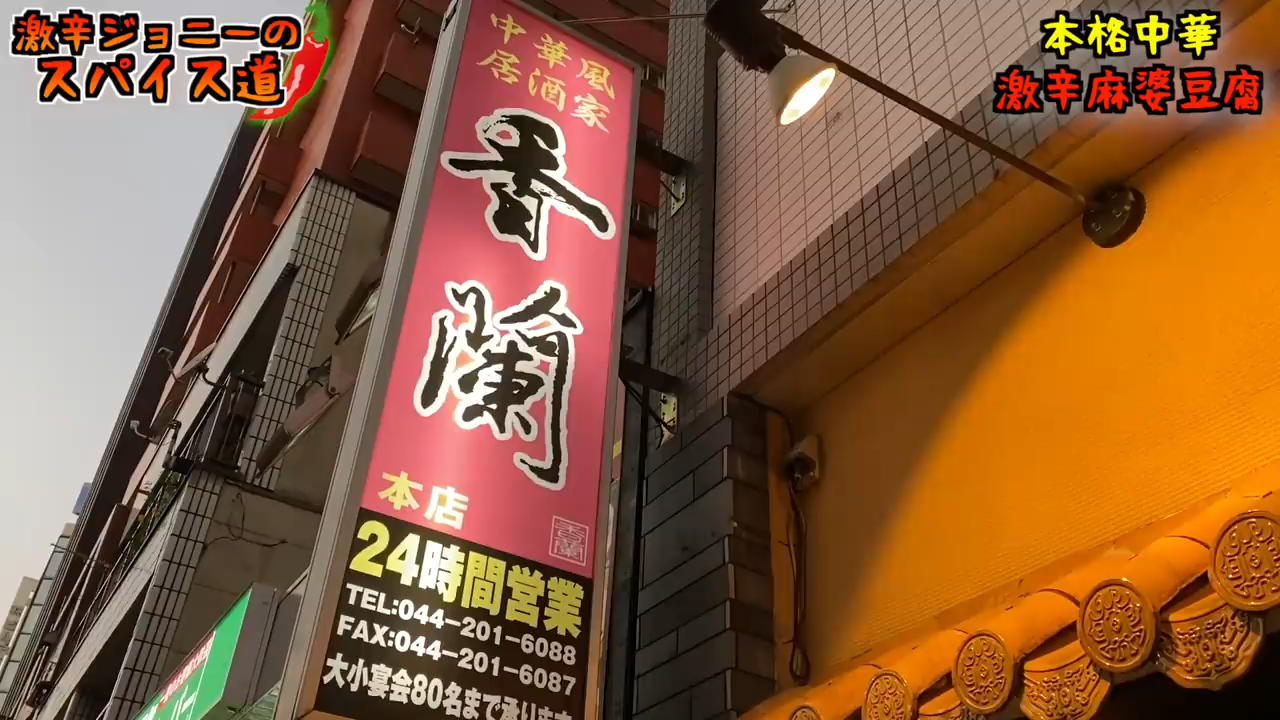 激辛ジョニーの
スパイス道
本格中華
激辛麻婆豆腐
中華風
居酒家
香蘭
本店
香蘭
24時間営業
TEL:044-201-6088
FAX:044-201-6087
大小宴会80名まで承ります